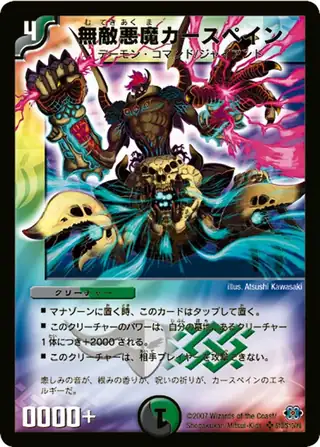 4
むてきあくま
無敵悪魔カースペイン
デーモン・コマンド/ジャイアント
illus. Atsushi Kawasaki
クリーチャー
■ マナゾーンに置く時、このカードはタップして置く。
■ このクリーチャーのパワーは、自分の墓地にあるクリーチャー
1体につき+2000される。
■ このクリーチャーは、相手プレイヤーを攻撃できない。
悲しみの音が、痛みの香りが、呪いの祈りが、カースペインのエネ
ルギーだ。
0000+
©2007 Wizards of the Coast/
Shogakukan/Mitsui-Kids